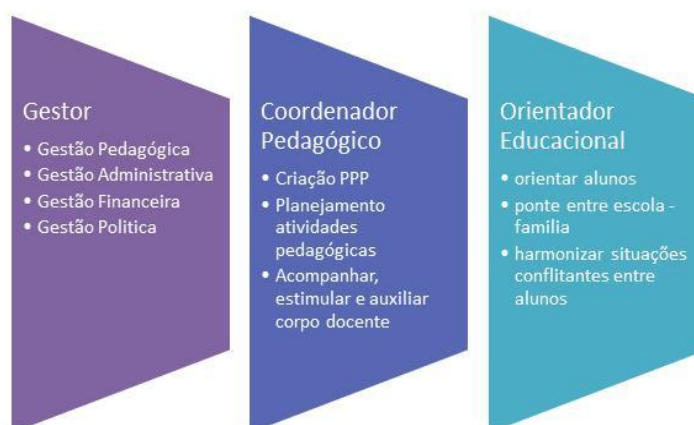 Gestor
• Gestão Pedagógica
• Gestão Administrativa
• Gestão Financeira
• Gestão Politica
Coordenador
Pedagógico
• Criação PPP
• Planejamento
atividades
pedagógicas
• Acompanhar,
estimular e auxiliar
corpo docente
Orientador
Educacional
• orientar alunos
• ponte entre escola -
familia
• harmonizar situações
conflitantes entre
alunos